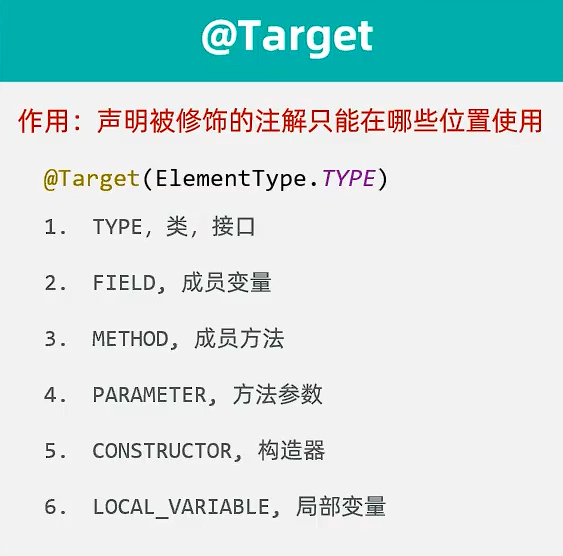 @Target
作用：声明被修饰的注解只能在哪些位置使用
@Target(ElementType.TYPE)
1. TYPE，类，接口
2. FIELD, 成员变量
3. METHOD, 成员方法
4. PARAMETER, 方法参数
5. CONSTRUCTOR, 构造器
6. LOCAL_VARIABLE, 局部变量